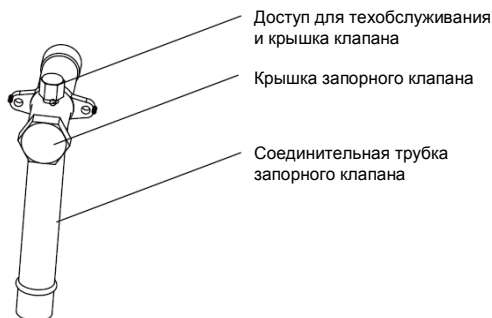 Доступ для техобслуживания
и крышка клапана
Крышка запорного клапана
Соединительная трубка
запорного клапана